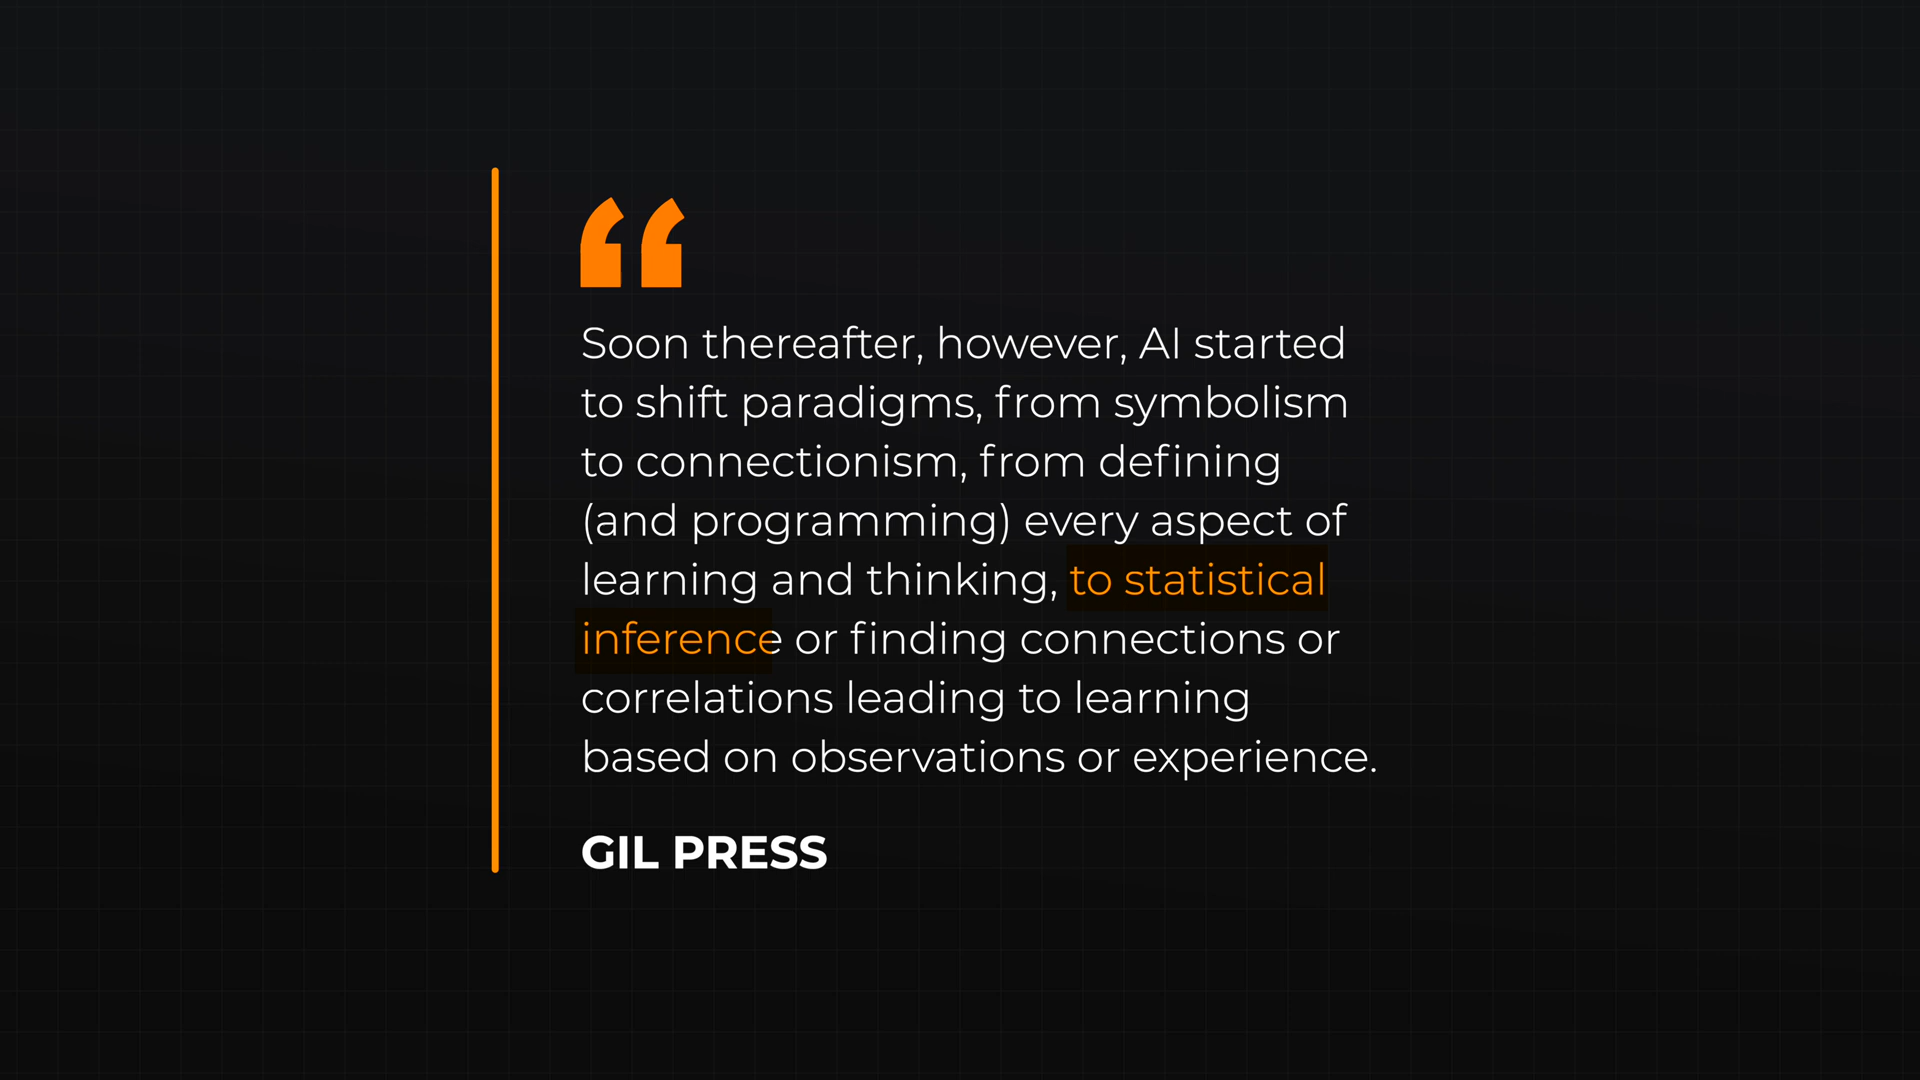 “
Soon thereafter, however, AI started
to shift paradigms, from symbolism
to connectionism, from defining
(and programming) every aspect of
learning and thinking, to statistical
inference or finding connections or
correlations leading to learning
based on observations or experience.
GIL PRESS